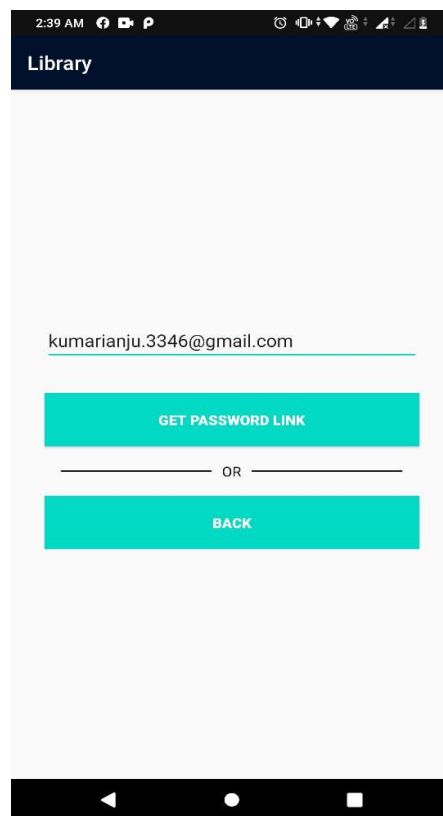 2:39 AM
Library
kumarianju.3346@gmail.com
GET PASSWORD LINK
OR
BACK